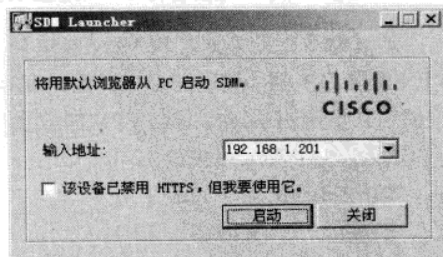 SDM Launcher
将用默认浏览器从 PC 启动 SDM。
CISCO
输入地址: 192.168.1.201
该设备已禁用 HTTPS，但我要使用它。
启动 关闭